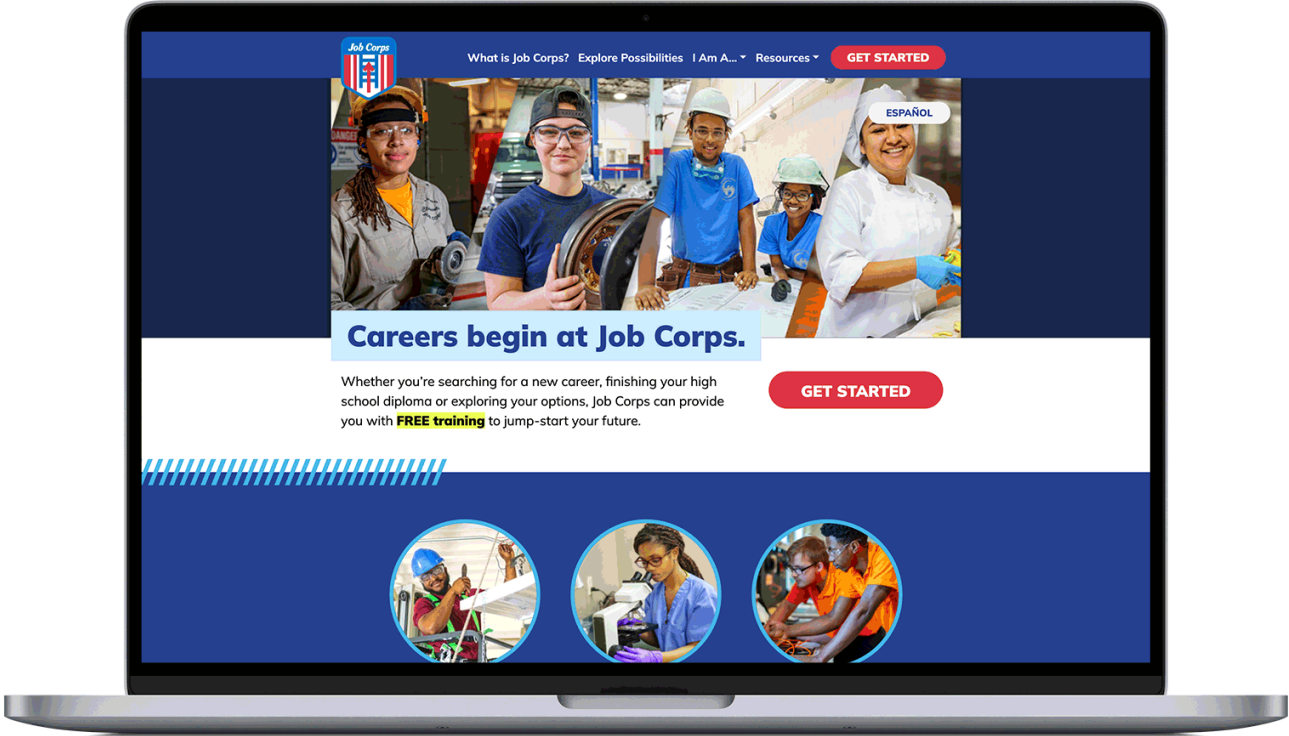 Job Corps
What is Job Corps? Explore Possibilities I Am A... Resources GET STARTED
DANGER
ESPAÑOL
Careers begin at Job Corps.
Whether you're searching for a new career, finishing your high
school diploma or exploring your options, Job Corps can provide
you with FREE training to jump-start your future.
GET STARTED